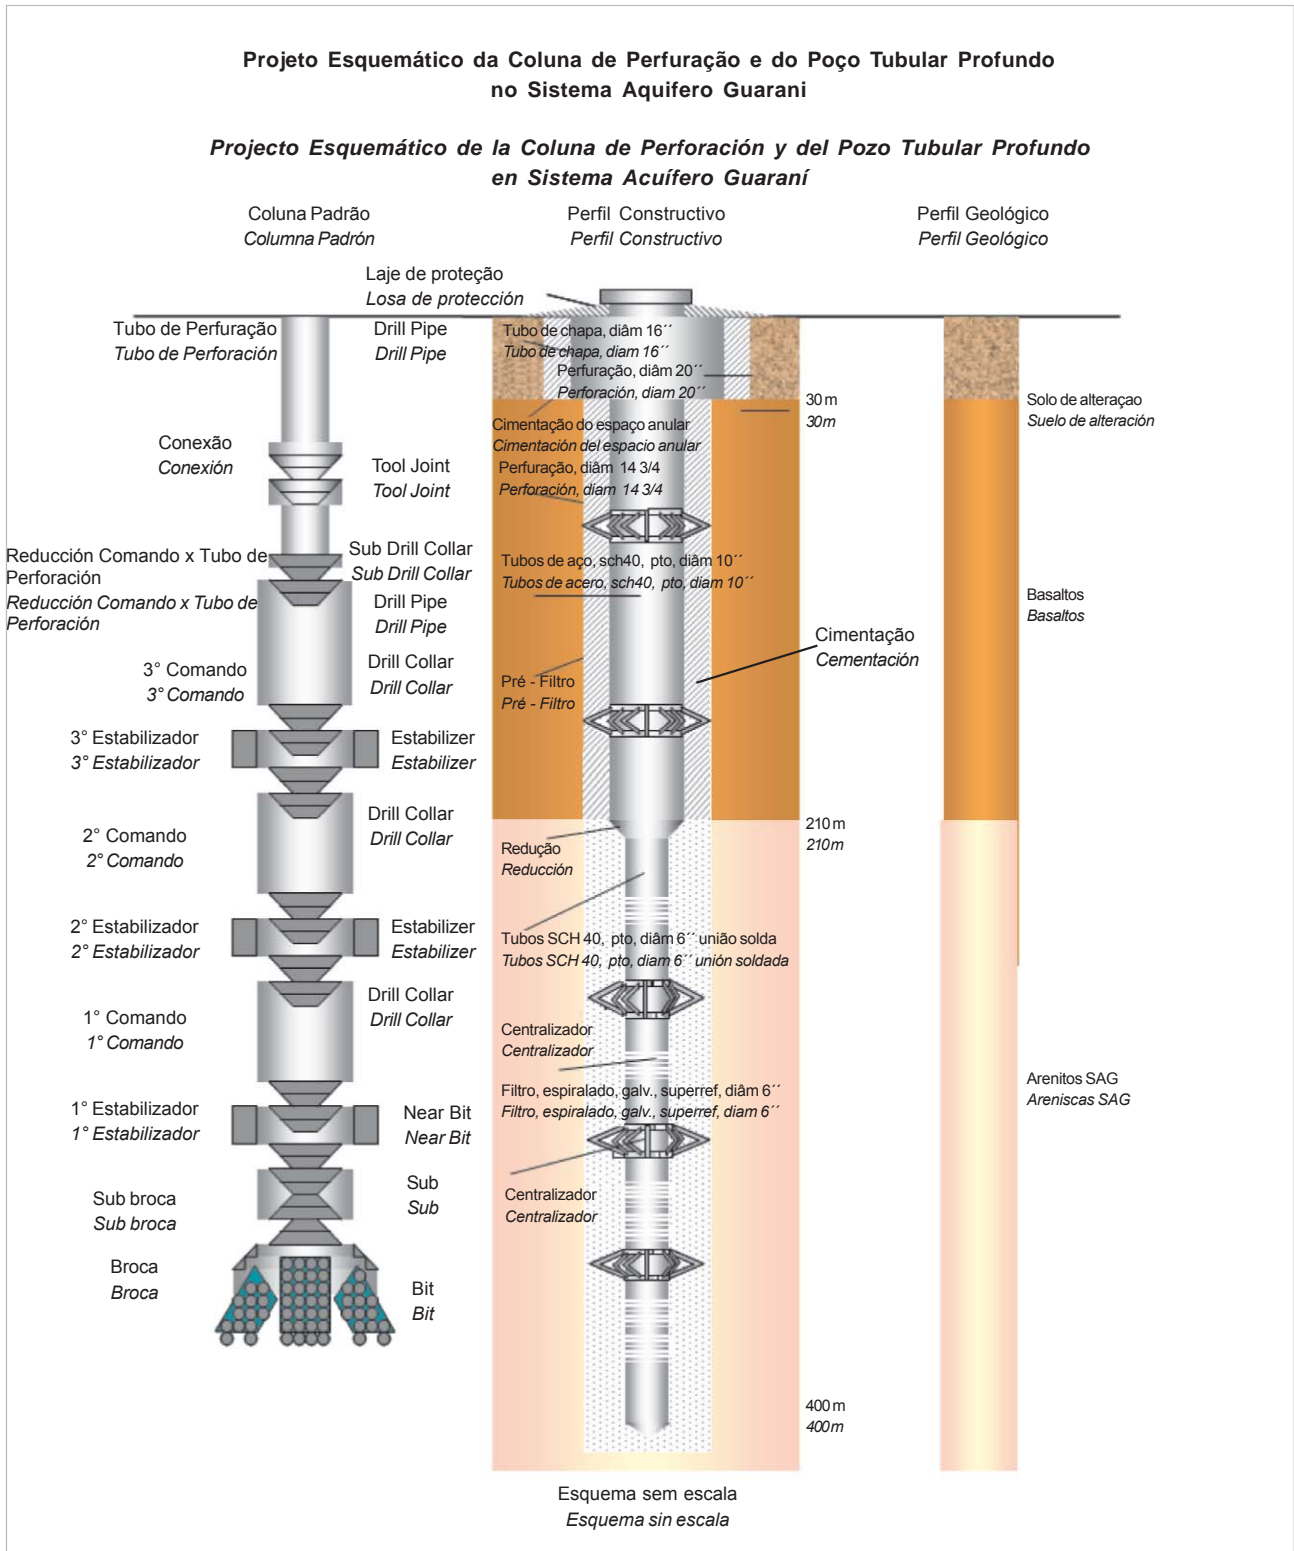 Projeto Esquemático da Coluna de Perfuração e do Poço Tubular Profundo
no Sistema Aquifero Guarani
Projecto Esquemático de la Coluna de Perforación y del Pozo Tubular Profundo
en Sistema Acuífero Guaraní
Coluna Padrão
Columna Padrón
Perfil Constructivo
Perfil Constructivo
Perfil Geológico
Perfil Geológico
Laje de proteção
Losa de protección
Tubo de Perfuração
Tubo de Perforación
Drill Pipe
Drill Pipe
Conexão
Conexión
Tool Joint
Tool Joint
Reducción Comando x Tubo de
Perforación
Reducción Comando x Tubo de
Perforación
Sub Drill Collar
Sub Drill Collar
Drill Pipe
Drill Pipe
3° Comando
3° Comando
Drill Collar
Drill Collar
3° Estabilizador
3° Estabilizador
Estabilizer
Estabilizer
2° Comando
2° Comando
Drill Collar
Drill Collar
2° Estabilizador
2° Estabilizador
Estabilizer
Estabilizer
1° Comando
1° Comando
Drill Collar
Drill Collar
1° Estabilizador
1° Estabilizador
Near Bit
Near Bit
Sub broca
Sub broca
Sub
Sub
Broca
Broca
Bit
Bit
Tubo de chapa, diâm 16´´
Tubo de chapa, diam 16´´
Perfuração, diâm 20´´
Perforación, diam 20´´
Cimentação do espaço anular
Cimentación del espacio anular
Perfuração, diâm 14 3/4
Perforación, diam 14 3/4
Tubos de aço, sch40, pto, diâm 10´´
Tubos de acero, sch40, pto, diam 10´´
Pré - Filtro
Pré - Filtro
Cimentação
Cementación
Redução
Reducción
Tubos SCH 40, pto, diâm 6´´ união solda
Tubos SCH 40, pto, diam 6´´ unión soldada
Centralizador
Centralizador
Filtro, espiralado, galv., superref, diâm 6´´
Filtro, espiralado, galv., superref, diam 6´´
Centralizador
Centralizador
30 m
30m
210 m
210m
400 m
400m
Solo de alteraçao
Suelo de alteración
Basaltos
Basaltos
Arenitos SAG
Areniscas SAG
Esquema sem escala
Esquema sin escala